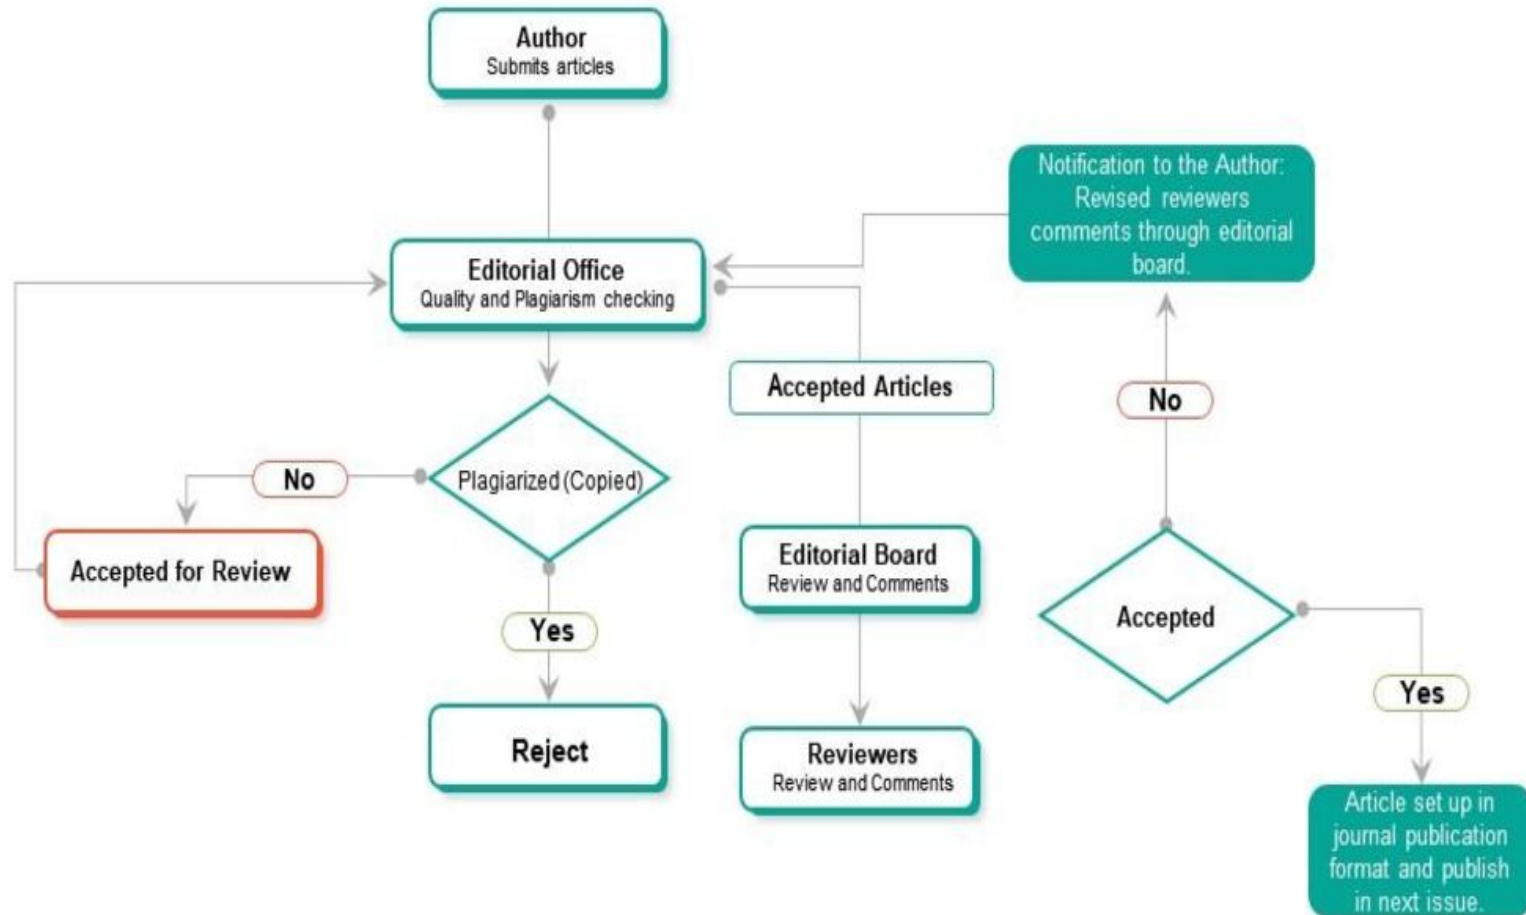 Author
Submits articles
Notification to the Author:
Revised reviewers
comments through editorial
board.
Editorial Office
Quality and Plagiarism checking
Accepted Articles
No
No
Plagiarized (Copied)
Accepted for Review
Editorial Board
Review and Comments
Accepted
Yes
Yes
Reject
Reviewers
Review and Comments
Article set up in
journal publication
format and publish
in next issue.